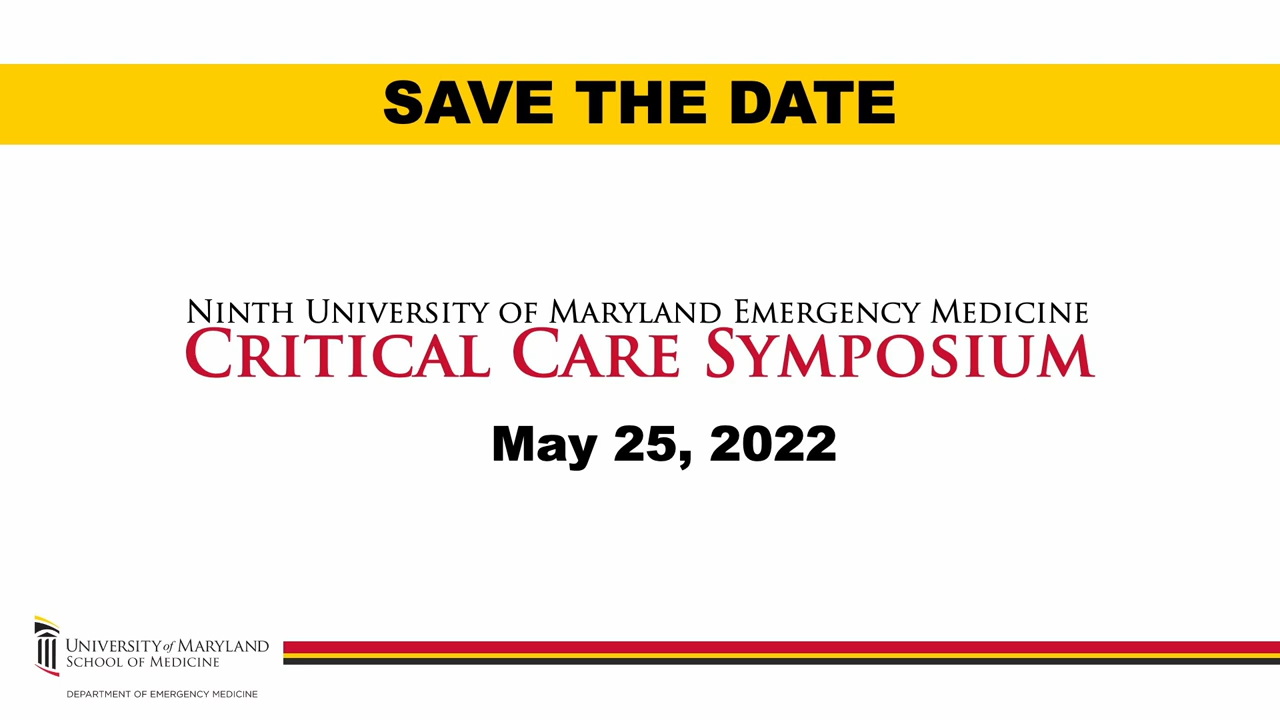 SAVE THE DATE
NINTH UNIVERSITY OF MARYLAND EMERGENCY MEDICINE
CRITICAL CARE SYMPOSIUM
May 25, 2022
UNIVERSITY of MARYLAND
SCHOOL OF MEDICINE
DEPARTMENT OF EMERGENCY MEDICINE